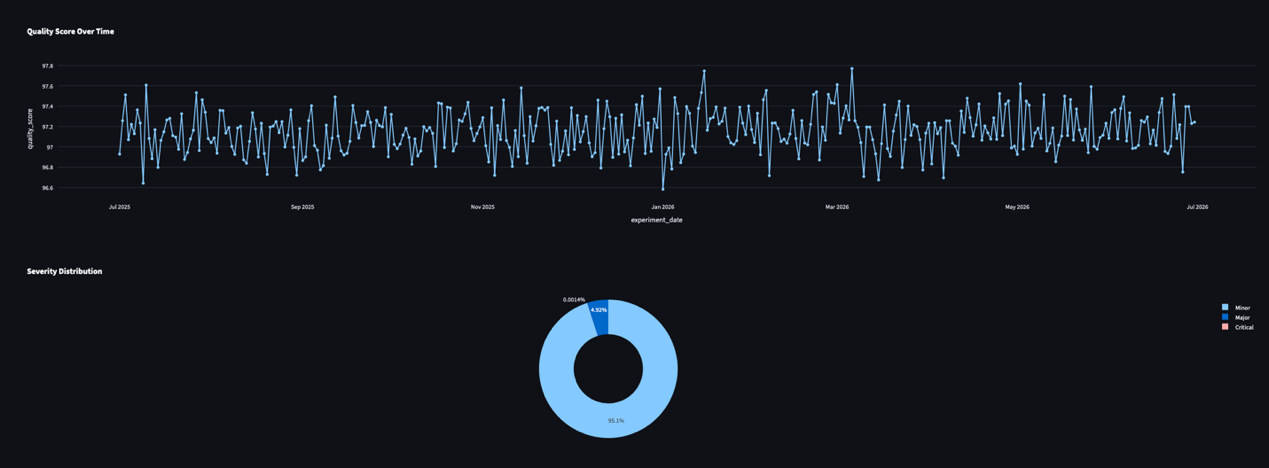 Quality Score Over Time
97.8
97.6
97.4
97.2
97
96.8
96.6
quality_score
Jul 2025
Sep 2025
Nov 2025
Jan 2026
Mar 2026
May 2026
Jul 2026
experiment_date
Severity Distribution
0.0014%
4.92%
95.1%
Minor
Major
Critical